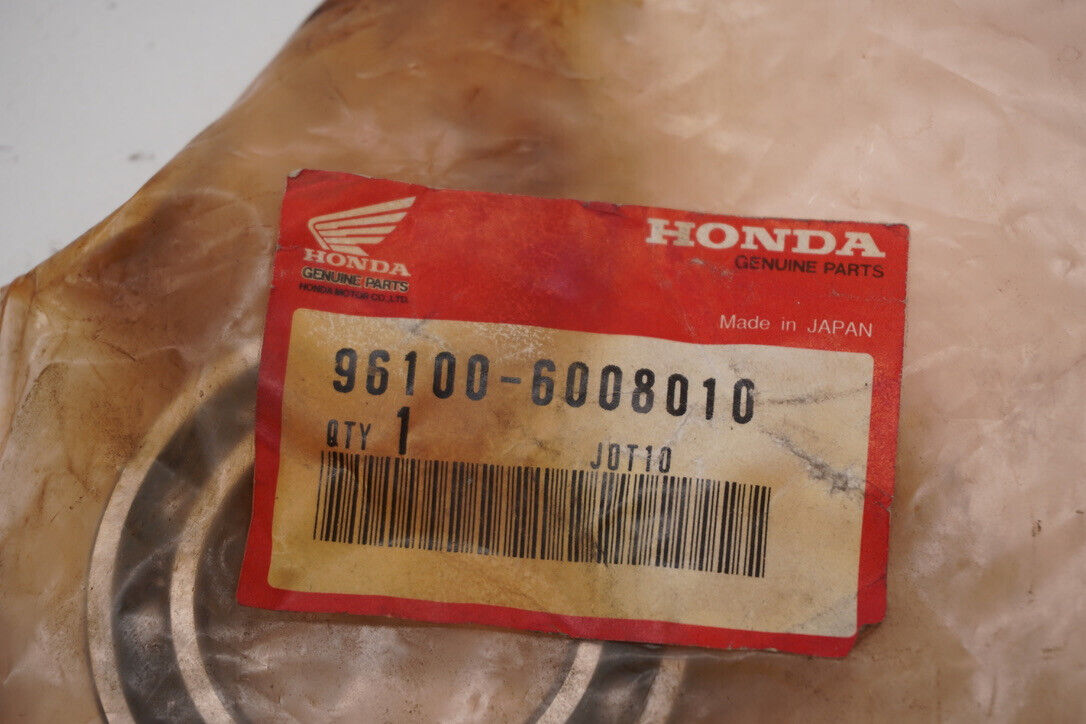 HONDA
GENUINE PARTS
HONDA MOTOR CO.,LTD.
HONDA
GENUINE PARTS
Made in JAPAN
96100-6008010
QTY 1 J0T10